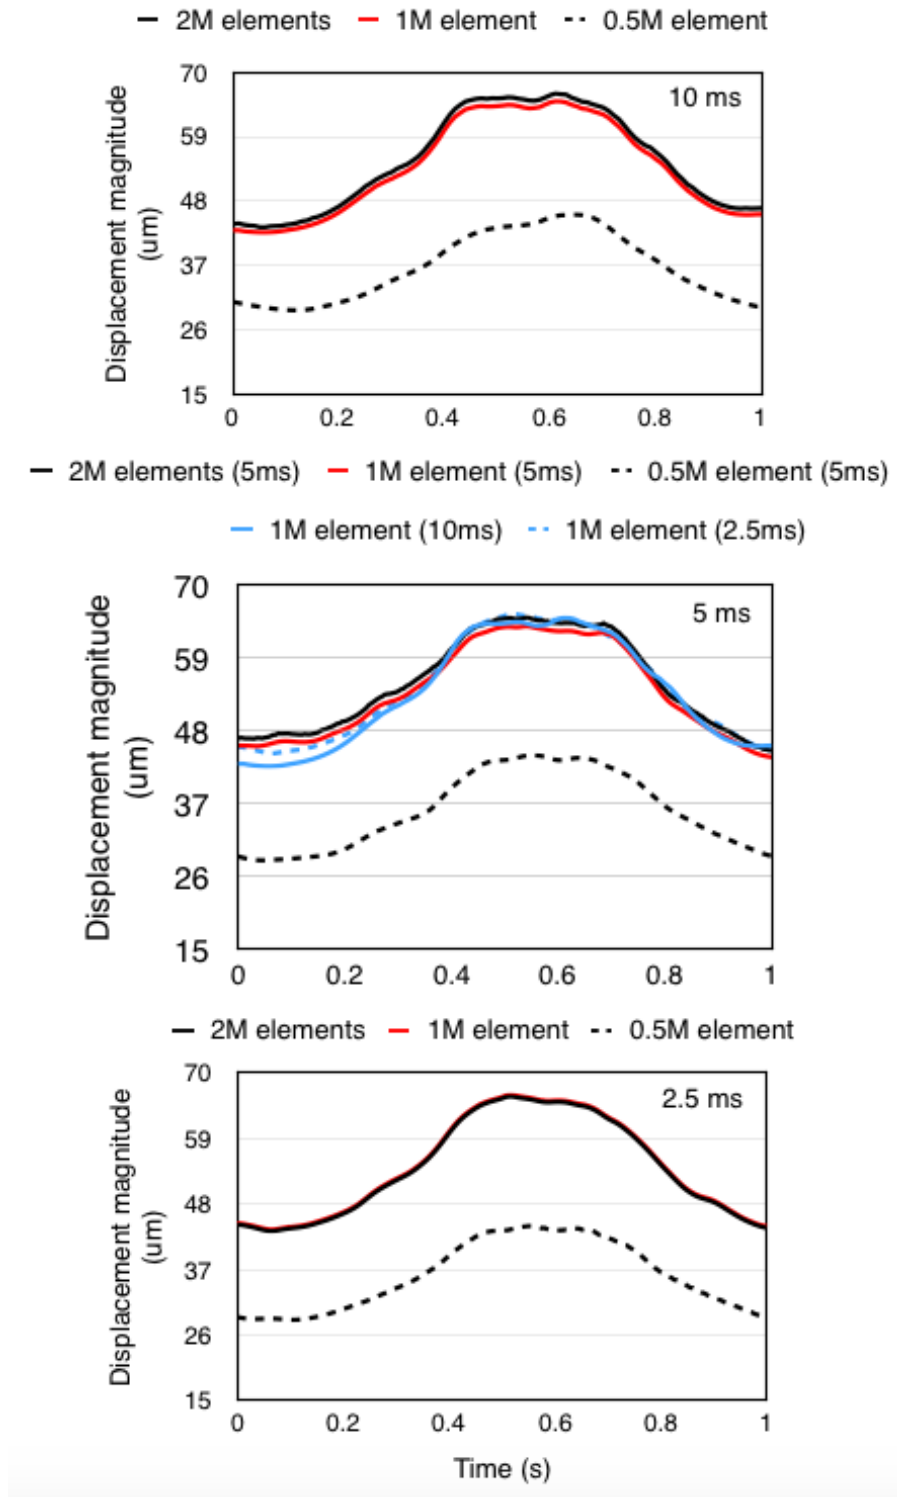 2M elements 1M element 0.5M element
Displacement magnitude
(um)
70
59
48
37
26
15
10 ms
0 0.2 0.4 0.6 0.8 1
2M elements (5ms) 1M element (5ms) 0.5M element (5ms)
1M element (10ms) 1M element (2.5ms)
Displacement magnitude
(um)
70
59
48
37
26
15
5 ms
0 0.2 0.4 0.6 0.8 1
2M elements 1M element 0.5M element
Displacement magnitude
(um)
70
59
48
37
26
15
2.5 ms
0 0.2 0.4 0.6 0.8 1
Time (s)